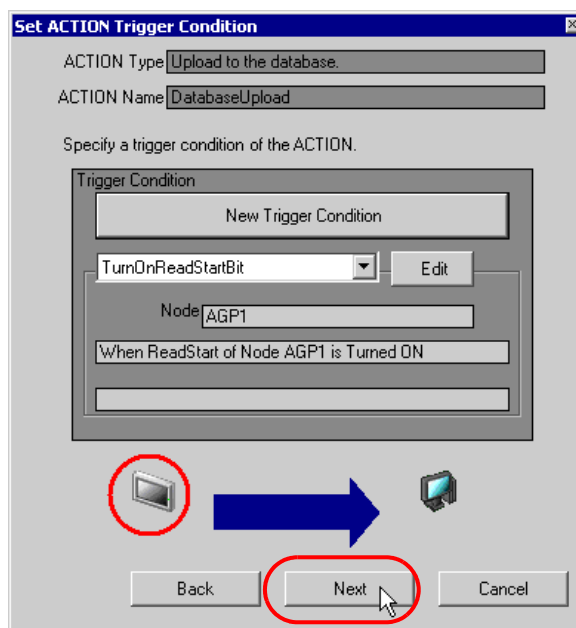 Set ACTION Trigger Condition
ACTION Type Upload to the database.
ACTION Name DatabaseUpload
Specify a trigger condition of the ACTION.
Trigger Condition
New Trigger Condition
TurnOnReadStartBit Edit
Node AGP1
When ReadStart of Node AGP1 is Turned ON
Back Next Cancel